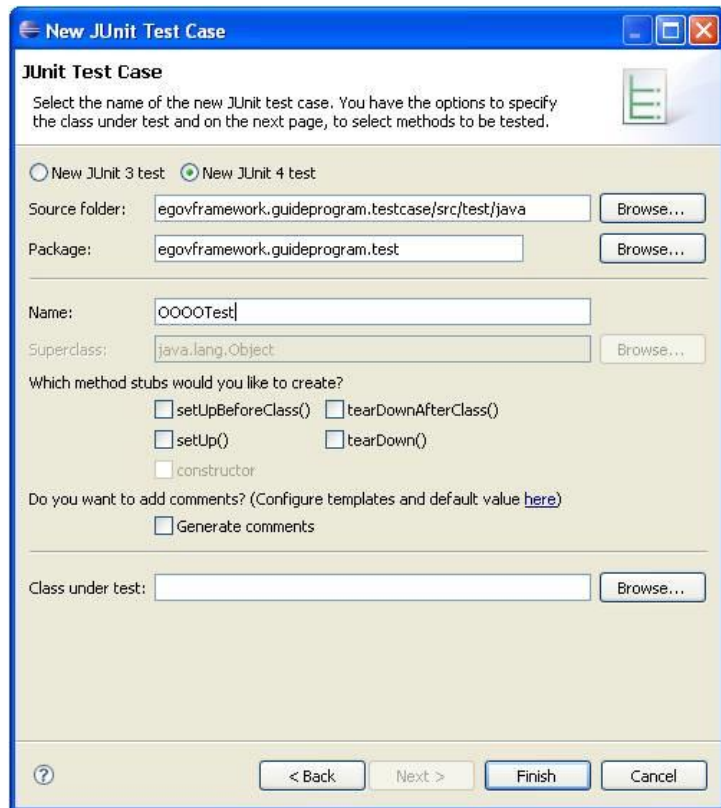 New JUnit Test Case
JUnit Test Case
Select the name of the new JUnit test case. You have the options to specify
the class under test and on the next page, to select methods to be tested.
New JUnit 3 test New JUnit 4 test
Source folder: egovframework.guideprogram.testcase/src/test/java Browse...
Package: egovframework.guideprogram.test Browse...
Name: OOOOTest
Superclass: java.lang.Object Browse...
Which method stubs would you like to create?
setUpBeforeClass() tearDownAfterClass()
setUp() tearDown()
constructor
Do you want to add comments? (Configure templates and default value here)
Generate comments
Class under test: Browse...
? < Back Next > Finish Cancel